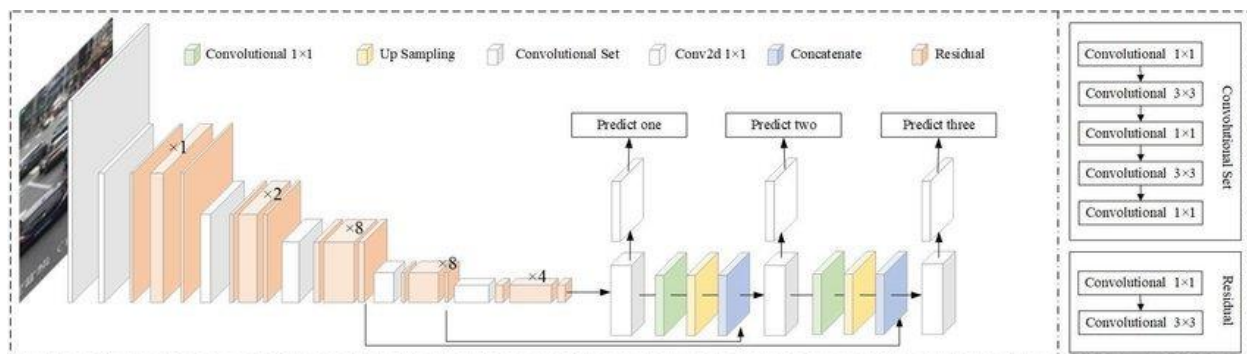 Convolutional 1×1
Up Sampling
Convolutional Set
Conv2d 1×1
Concatenate
Residual
×1
×2
×8
×8
×4
Predict one
Predict two
Predict three
Convolutional 1×1
Convolutional 3×3
Convolutional 1×1
Convolutional 3×3
Convolutional 1×1
Convolutional Set
Convolutional 1×1
Convolutional 3×3
Residual